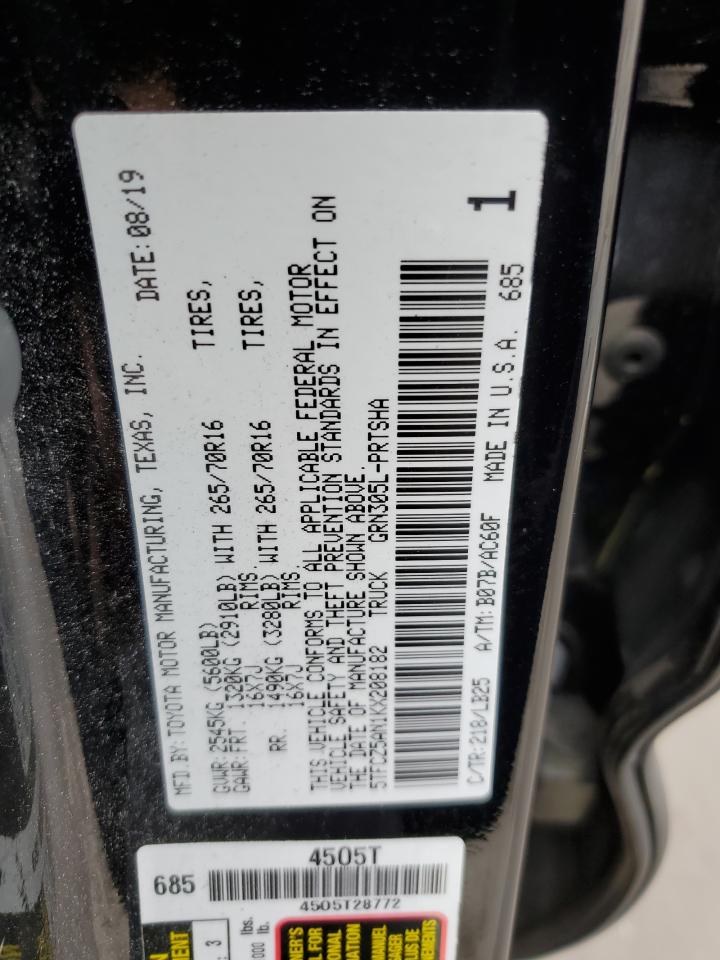 MFD BY: TOYOTA MOTOR MANUFACTURING, TEXAS, INC. DATE: 08/19
GVWR: 2545KG (5600LB)
GAWR: FRT. 1320KG (2910LB) WITH 265/70R16 TIRES,
16X7J RIMS.
RR. 1490KG (3280LB) WITH 265/70R16 TIRES,
16X7J RIMS.
THIS VEHICLE CONFORMS TO ALL APPLICABLE FEDERAL MOTOR
VEHICLE SAFETY AND THEFT PREVENTION STANDARDS IN EFFECT ON
THE DATE OF MANUFACTURE SHOWN ABOVE.
5TFCZ5AN1KX208182 TRUCK GRN305L-PRTSHA
C/TR: 218/LB25 A/TM: B07B/AC60F MADE IN U.S.A. 685
1
4505T
685
4505T28772
3
lbs.
lb.